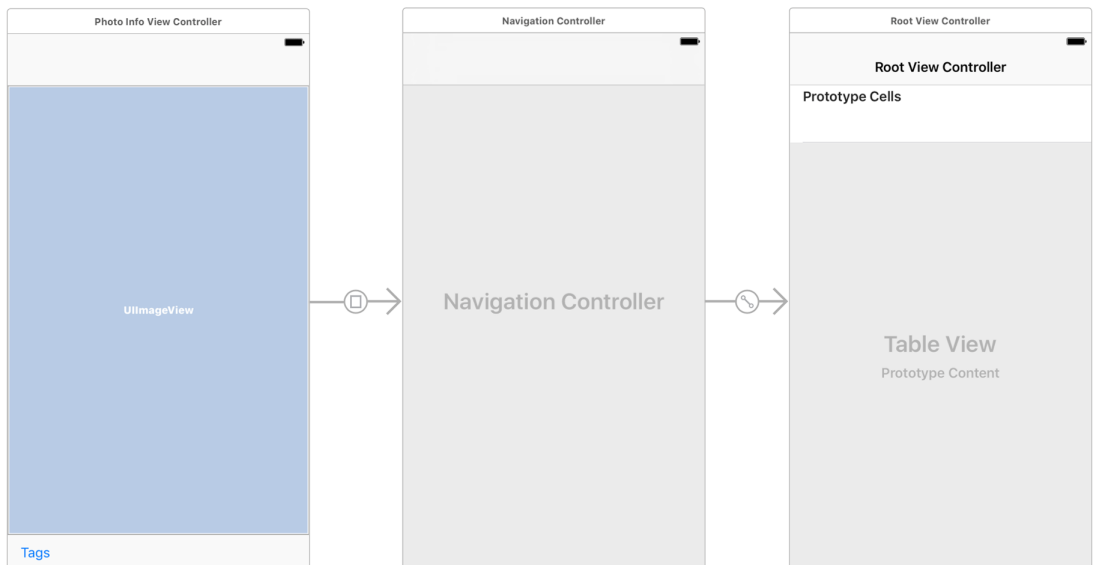 Photo Info View Controller
UIImageView
Tags
Navigation Controller
Navigation Controller
Root View Controller
Root View Controller
Prototype Cells
Table View
Prototype Content